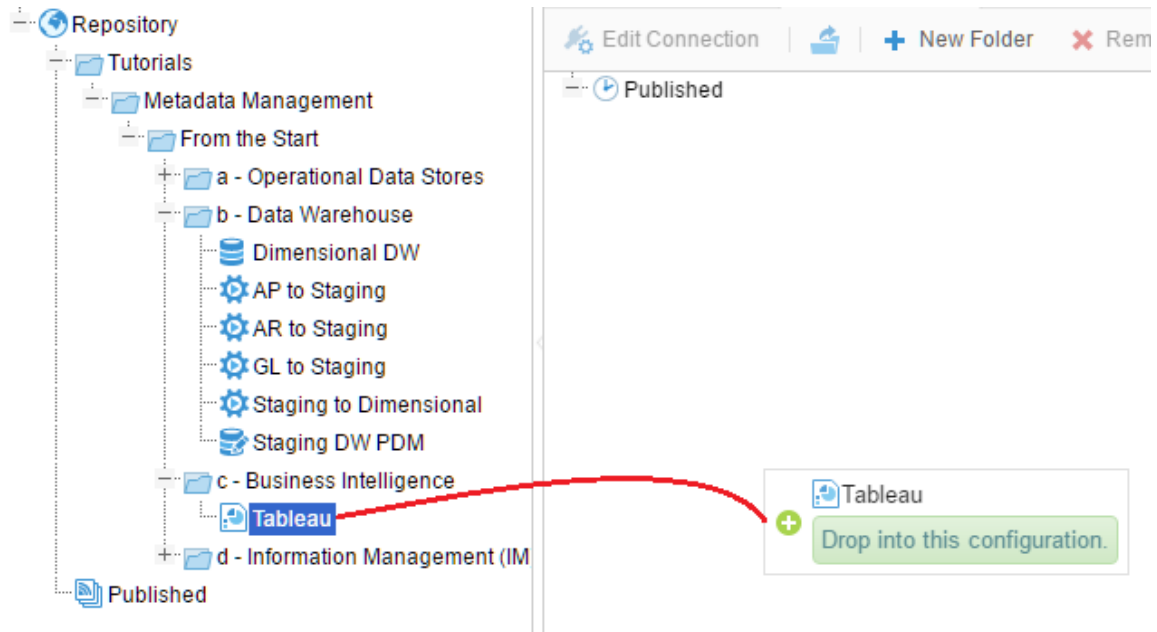 Repository
Tutorials
Metadata Management
From the Start
a - Operational Data Stores
b - Data Warehouse
Dimensional DW
AP to Staging
AR to Staging
GL to Staging
Staging to Dimensional
Staging DW PDM
c - Business Intelligence
Tableau
d - Information Management (IM
Published
Edit Connection New Folder Rem
Published
Tableau
Drop into this configuration.